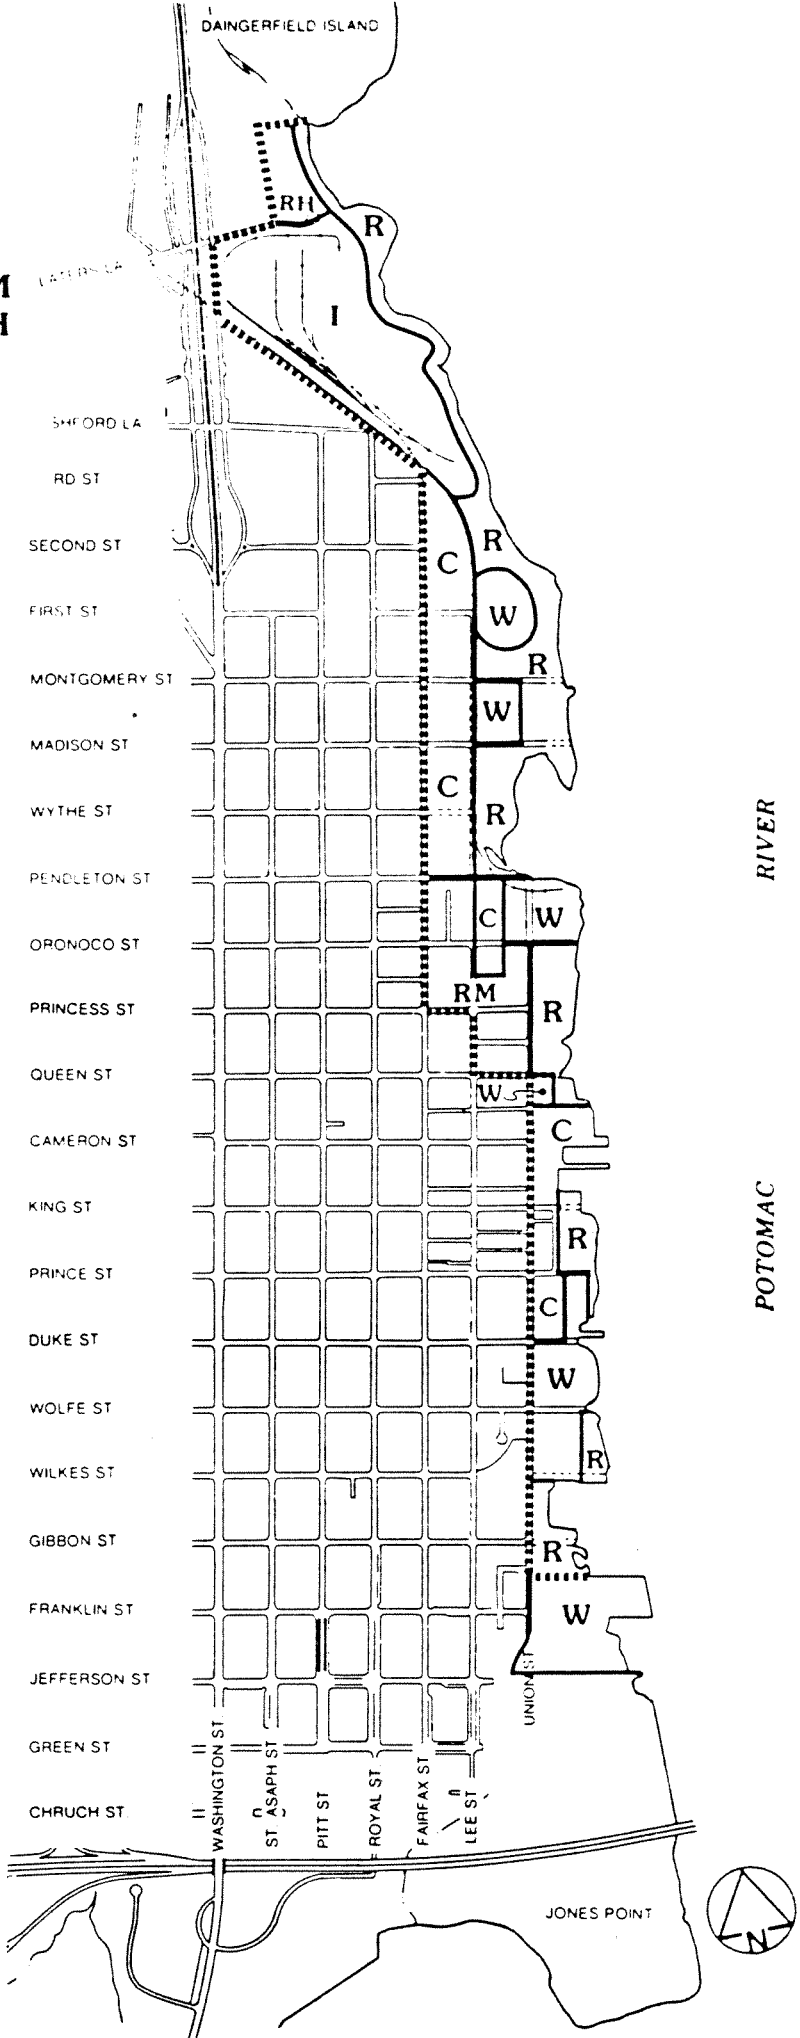 DAINGERFIELD ISLAND
RH
R
M
H
I
SHFORD LA
RD ST
R
SECOND ST
C
FIRST ST
W
R
MONTGOMERY ST
W
MADISON ST
C
WYTHE ST
R
RIVER
PENDLETON ST
C
W
ORONOCO ST
RM
PRINCESS ST
R
QUEEN ST
W
C
CAMERON ST
KING ST
R
POTOMAC
PRINCE ST
C
DUKE ST
W
WOLFE ST
R
WILKES ST
GIBBON ST
R
FRANKLIN ST
W
JEFFERSON ST
UNION ST
GREEN ST
WASHINGTON ST
ST ASAPH ST
PITT ST
ROYAL ST
FAIRFAX ST
LEE ST
CHRUCH ST
JONES POINT
N